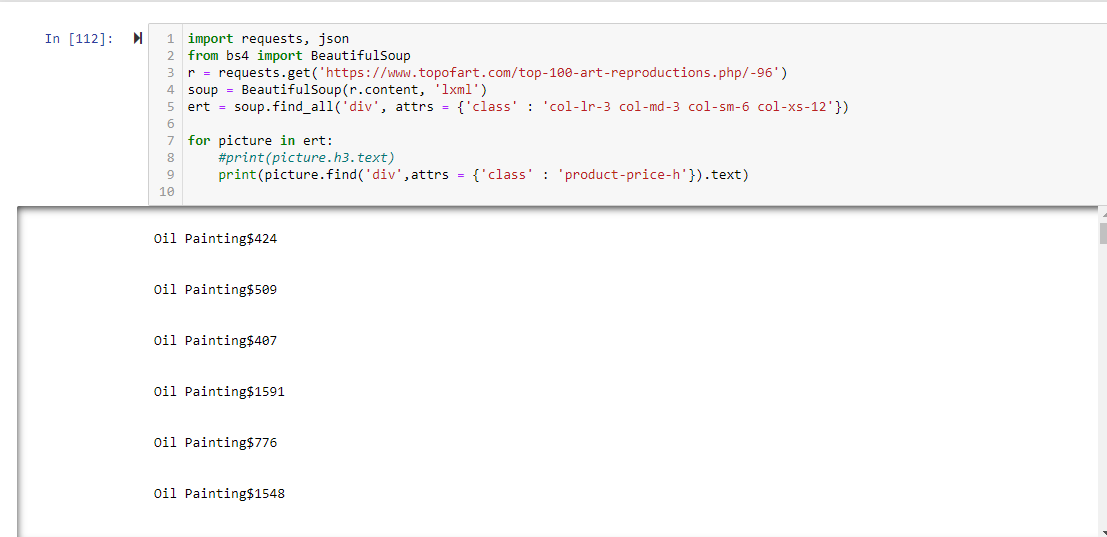 In [112]:
1 import requests, json
2 from bs4 import BeautifulSoup
3 r = requests.get('https://www.topofart.com/top-100-art-reproductions.php/-96')
4 soup = BeautifulSoup(r.content, 'lxml')
5 ert = soup.find_all('div', attrs = {'class' : 'col-lr-3 col-md-3 col-sm-6 col-xs-12'})
6
7 for picture in ert:
8     #print(picture.h3.text)
9     print(picture.find('div',attrs = {'class' : 'product-price-h'}).text)
10
Oil Painting$424
Oil Painting$509
Oil Painting$407
Oil Painting$1591
Oil Painting$776
Oil Painting$1548